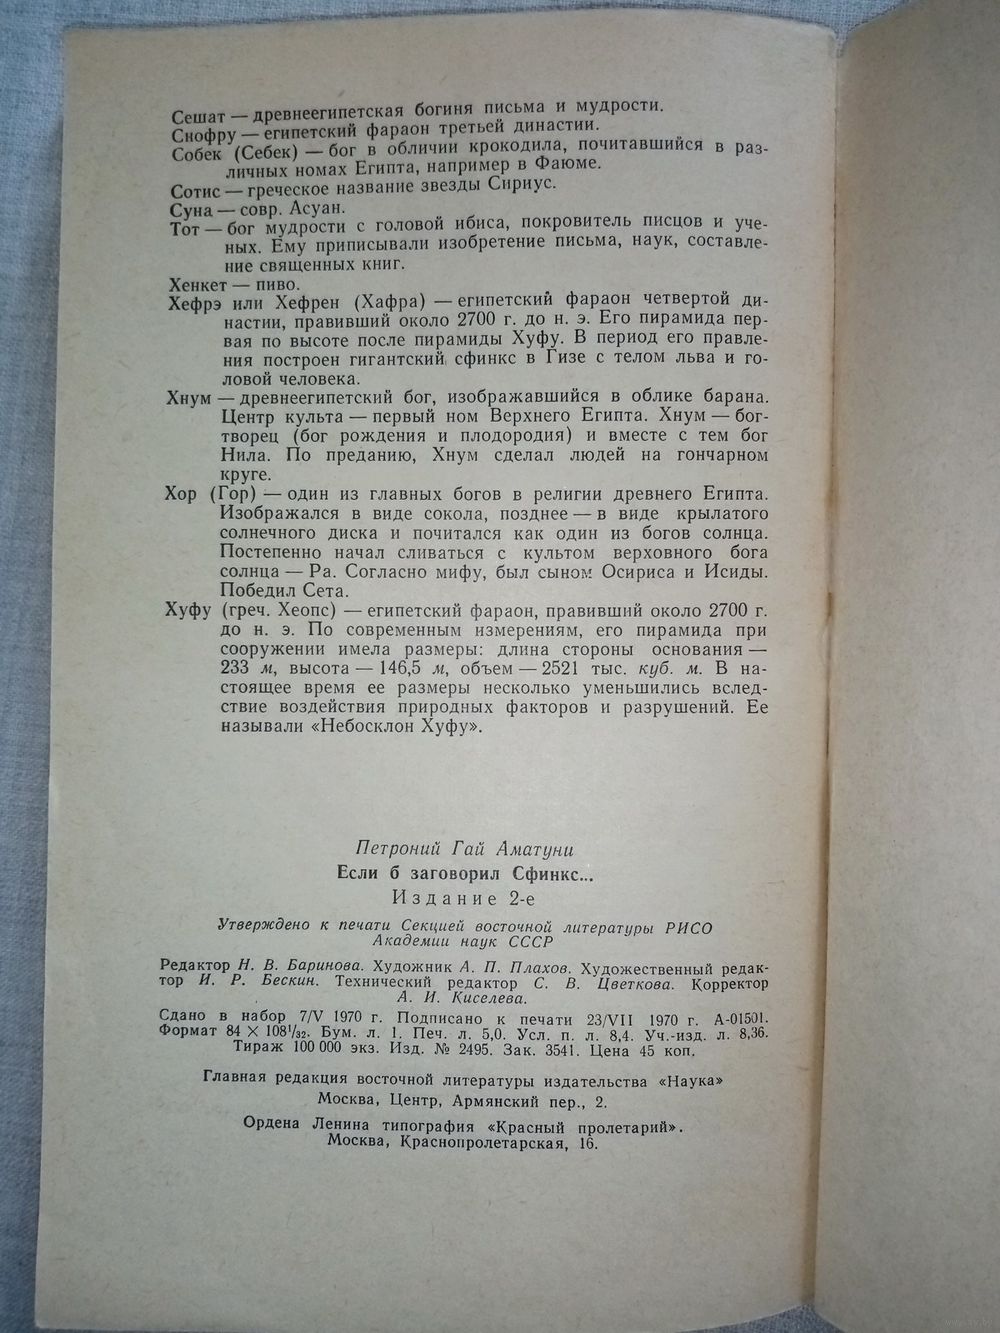 Сешат — древнеегипетская богиня письма и мудрости.
Снофру — египетский фараон третьей династии.
Собек (Себек) — бог в обличии крокодила, почитавшийся в раз-
личных номах Египта, например в Фаюме.
Сотис — греческое название звезды Сириус.
Суна — совр. Асуан.
Тот — бог мудрости с головой ибиса, покровитель писцов и уче-
ных. Ему приписывали изобретение письма, наук, составле-
ние священных книг.
Хенкет — пиво.
Хефрэ или Хефрен (Хафра) — египетский фараон четвертой ди-
настии, правивший около 2700 г. до н. э. Его пирамида пер-
вая по высоте после пирамиды Хуфу. В период его правле-
ния построен гигантский сфинкс в Гизе с телом льва и го-
ловой человека.
Хнум — древнеегипетский бог, изображавшийся в облике барана.
Центр культа — первый ном Верхнего Египта. Хнум — бог-
творец (бог рождения и плодородия) и вместе с тем бог
Нила. По преданию, Хнум сделал людей на гончарном
круге.
Хор (Гор) — один из главных богов в религии древнего Египта.
Изображался в виде сокола, позднее — в виде крылатого
солнечного диска и почитался как один из богов солнца.
Постепенно начал сливаться с культом верховного бога
солнца — Ра. Согласно мифу, был сыном Осириса и Исиды.
Победил Сета.
Хуфу (греч. Хеопс) — египетский фараон, правивший около 2700 г.
до н. э. По современным измерениям, его пирамида при
сооружении имела размеры: длина стороны основания —
233 м, высота — 146,5 м, объем — 2521 тыс. куб. м. В на-
стоящее время ее размеры несколько уменьшились вслед-
ствие воздействия природных факторов и разрушений. Ее
называли «Небосклон Хуфу».
Петроний Гай Аматуни
Если б заговорил Сфинкс...
Издание 2-е
Утверждено к печати Секцией восточной литературы РИСО
Академии наук СССР
Редактор Н. В. Баринова. Художник А. П. Плахов. Художественный редак-
тор И. Р. Бескин. Технический редактор С. В. Цветкова. Корректор
А. И. Киселева.
Сдано в набор 7/V 1970 г. Подписано к печати 23/VII 1970 г. А-01501.
Формат 84 × 108¹/₃₂. Бум. л. 1. Печ. л. 5,0. Усл. п. л. 8,4. Уч.-изд. л. 8,36.
Тираж 100 000 экз. Изд. № 2495. Зак. 3541. Цена 45 коп.
Главная редакция восточной литературы издательства «Наука»
Москва, Центр, Армянский пер., 2.
Ордена Ленина типография «Красный пролетарий».
Москва, Краснопролетарская, 16.